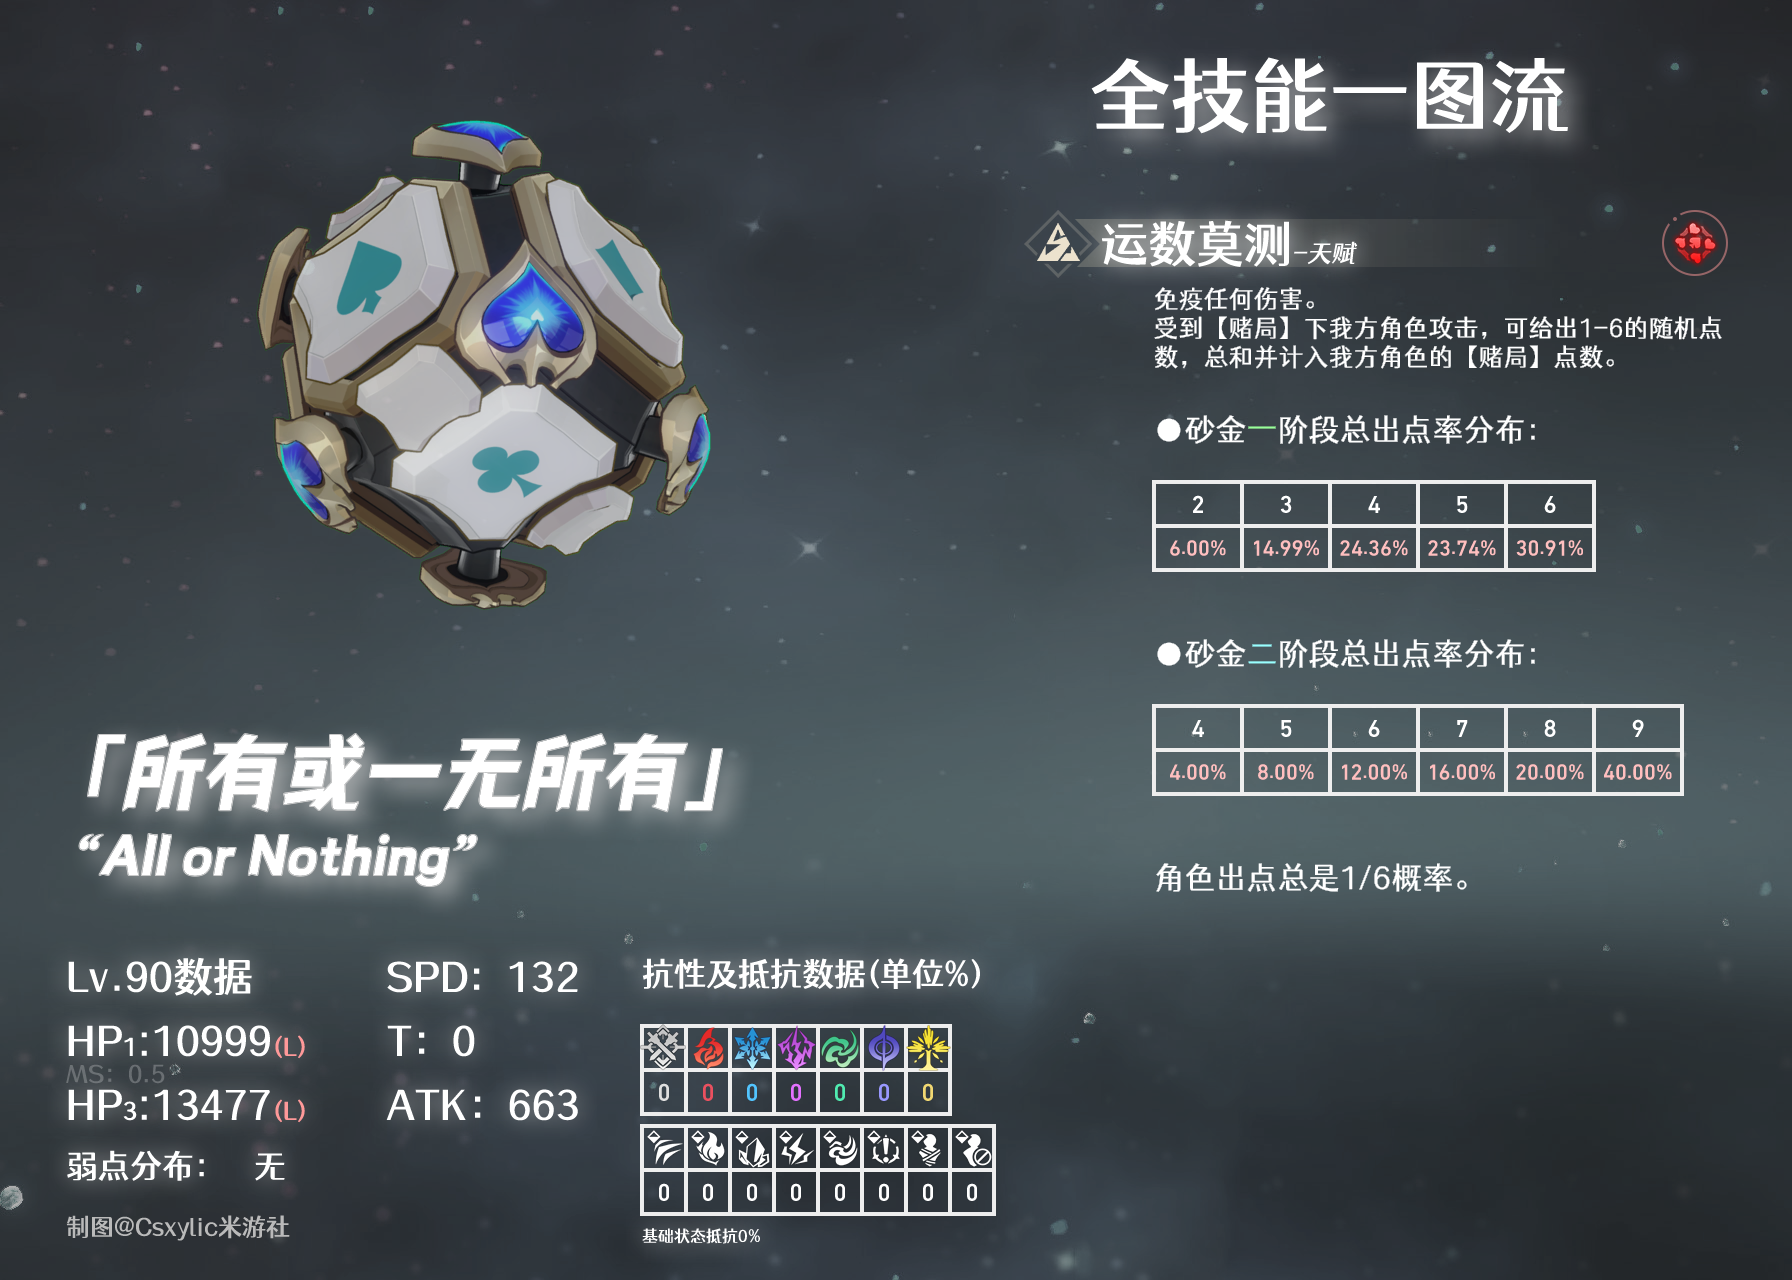 全技能一图流
运数莫测-天赋
免疫任何伤害。
受到【赌局】下我方角色攻击，可给出1-6的随机点
数，总和并计入我方角色的【赌局】点数。
●砂金一阶段总出点率分布：
2 3 4 5 6
6.00% 14.99% 24.36% 23.74% 30.91%
●砂金二阶段总出点率分布：
4 5 6 7 8 9
4.00% 8.00% 12.00% 16.00% 20.00% 40.00%
角色出点总是1/6概率。
「所有或一无所有」
“All or Nothing”
Lv.90数据 SPD: 132
HP1:10999(L) T: 0
MS: 0.5
HP3:13477(L) ATK: 663
弱点分布： 无
制图@Csxylic米游社
抗性及抵抗数据(单位%)
0 0 0 0 0 0 0
0 0 0 0 0 0 0 0
基础状态抵抗0%